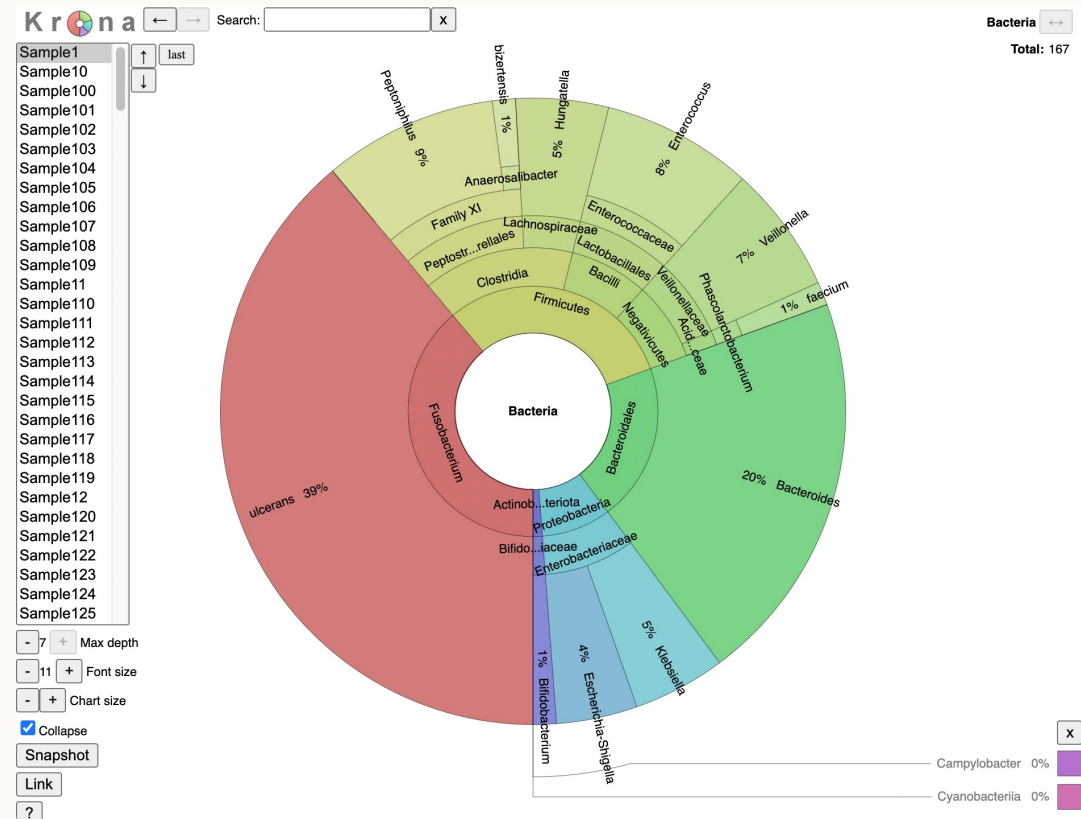 Krona
←
→
Search:
x
Bacteria
↔
Total: 167
Sample1
Sample10
Sample100
Sample101
Sample102
Sample103
Sample104
Sample105
Sample106
Sample107
Sample108
Sample109
Sample11
Sample110
Sample111
Sample112
Sample113
Sample114
Sample115
Sample116
Sample117
Sample118
Sample119
Sample12
Sample120
Sample121
Sample122
Sample123
Sample124
Sample125
↑
last
↓
- 7 + Max depth
- 11 + Font size
- + Chart size
Collapse
Snapshot
Link
?
Peptoniphilus 9%
bizertensis 1%
5% Hungatella
8% Enterococcus
Anaerosalibacter
Family XI
Lachnospiraceae
Enterococcaceae
7% Veillonella
Peptostr...rellales
Lactobacillales
Clostridia
Bacilli
Veillonellaceae
Phascolarctobacterium
1% faecium
Firmicutes
Negativicutes
Acid...ceae
Bacteria
Fusobacterium
Bacteroidales
ulcerans 39%
20% Bacteroides
Actinob...teriota
Proteobacteria
Bifido...iaceae
Enterobacteriaceae
1% Bifidobacterium
4% Escherichia-Shigella
5% Klebsiella
x
Campylobacter 0%
Cyanobacteriia 0%